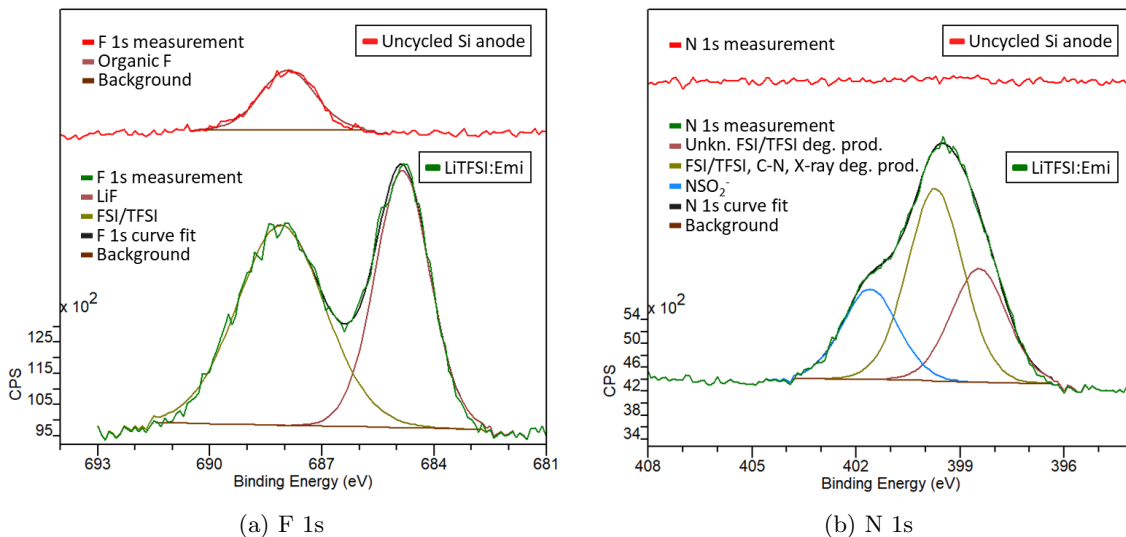 F 1s measurement
Organic F
Background
Uncycled Si anode
F 1s measurement
LiF
FSI/TFSI
F 1s curve fit
Background
LiTFSI:Emi
x 10²
125
115
105
95
CPS
693 690 687 684 681
Binding Energy (eV)
(a) F 1s
N 1s measurement
Uncycled Si anode
N 1s measurement
Unkn. FSI/TFSI deg. prod.
FSI/TFSI, C-N, X-ray deg. prod.
NSO₂⁻
N 1s curve fit
Background
LiTFSI:Emi
x 10²
54
50
46
42
38
34
CPS
408 405 402 399 396
Binding Energy (eV)
(b) N 1s